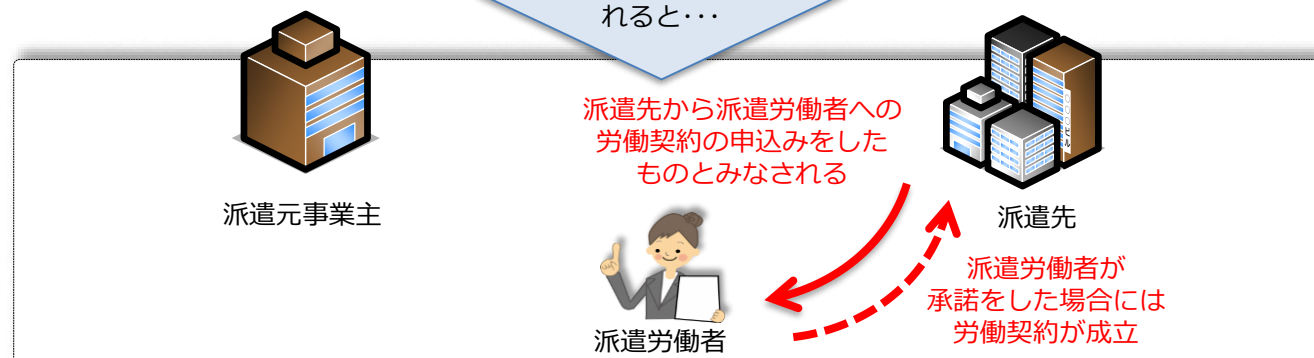 れると･･･
派遣先から派遣労働者への
労働契約の申込みをした
ものとみなされる
○○○ビル
派遣元事業主
派遣先
派遣労働者が
承諾をした場合には
労働契約が成立
派遣労働者